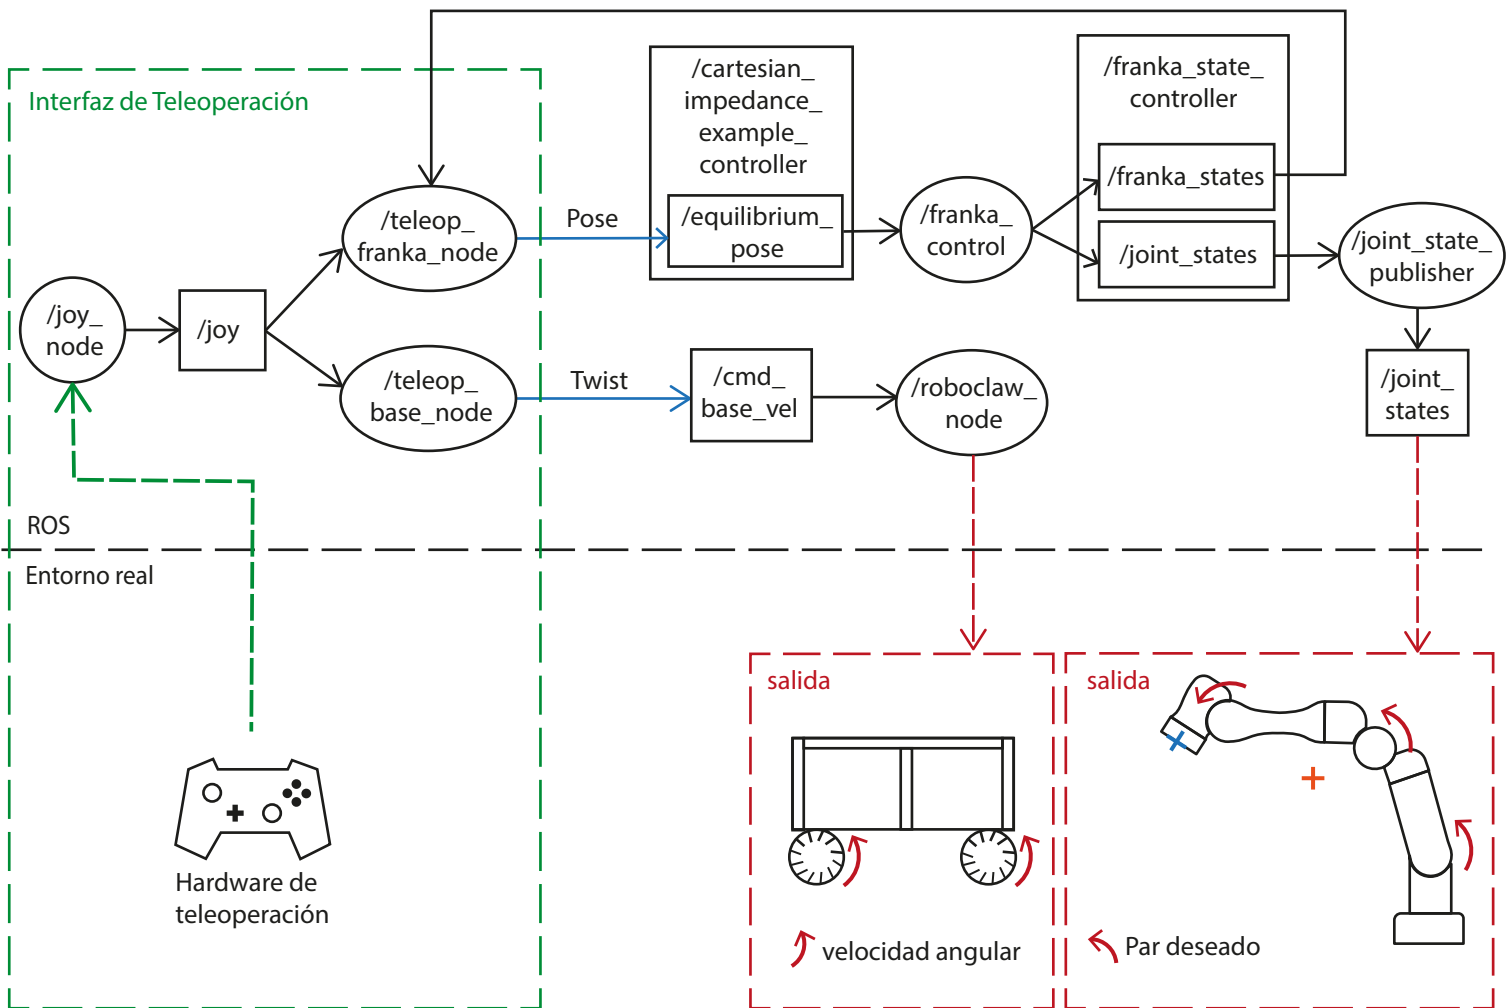 Interfaz de Teleoperación
/joy_
node
/joy
/teleop_
franka_node
/teleop_
base_node
Pose
Twist
/cartesian_
impedance_
example_
controller
/equilibrium_
pose
/cmd_
base_vel
/franka_
control
/roboclaw_
node
/franka_state_
controller
/franka_states
/joint_states
/joint_state_
publisher
/joint_
states
ROS
Entorno real
Hardware de
teleoperación
salida
velocidad angular
salida
Par deseado